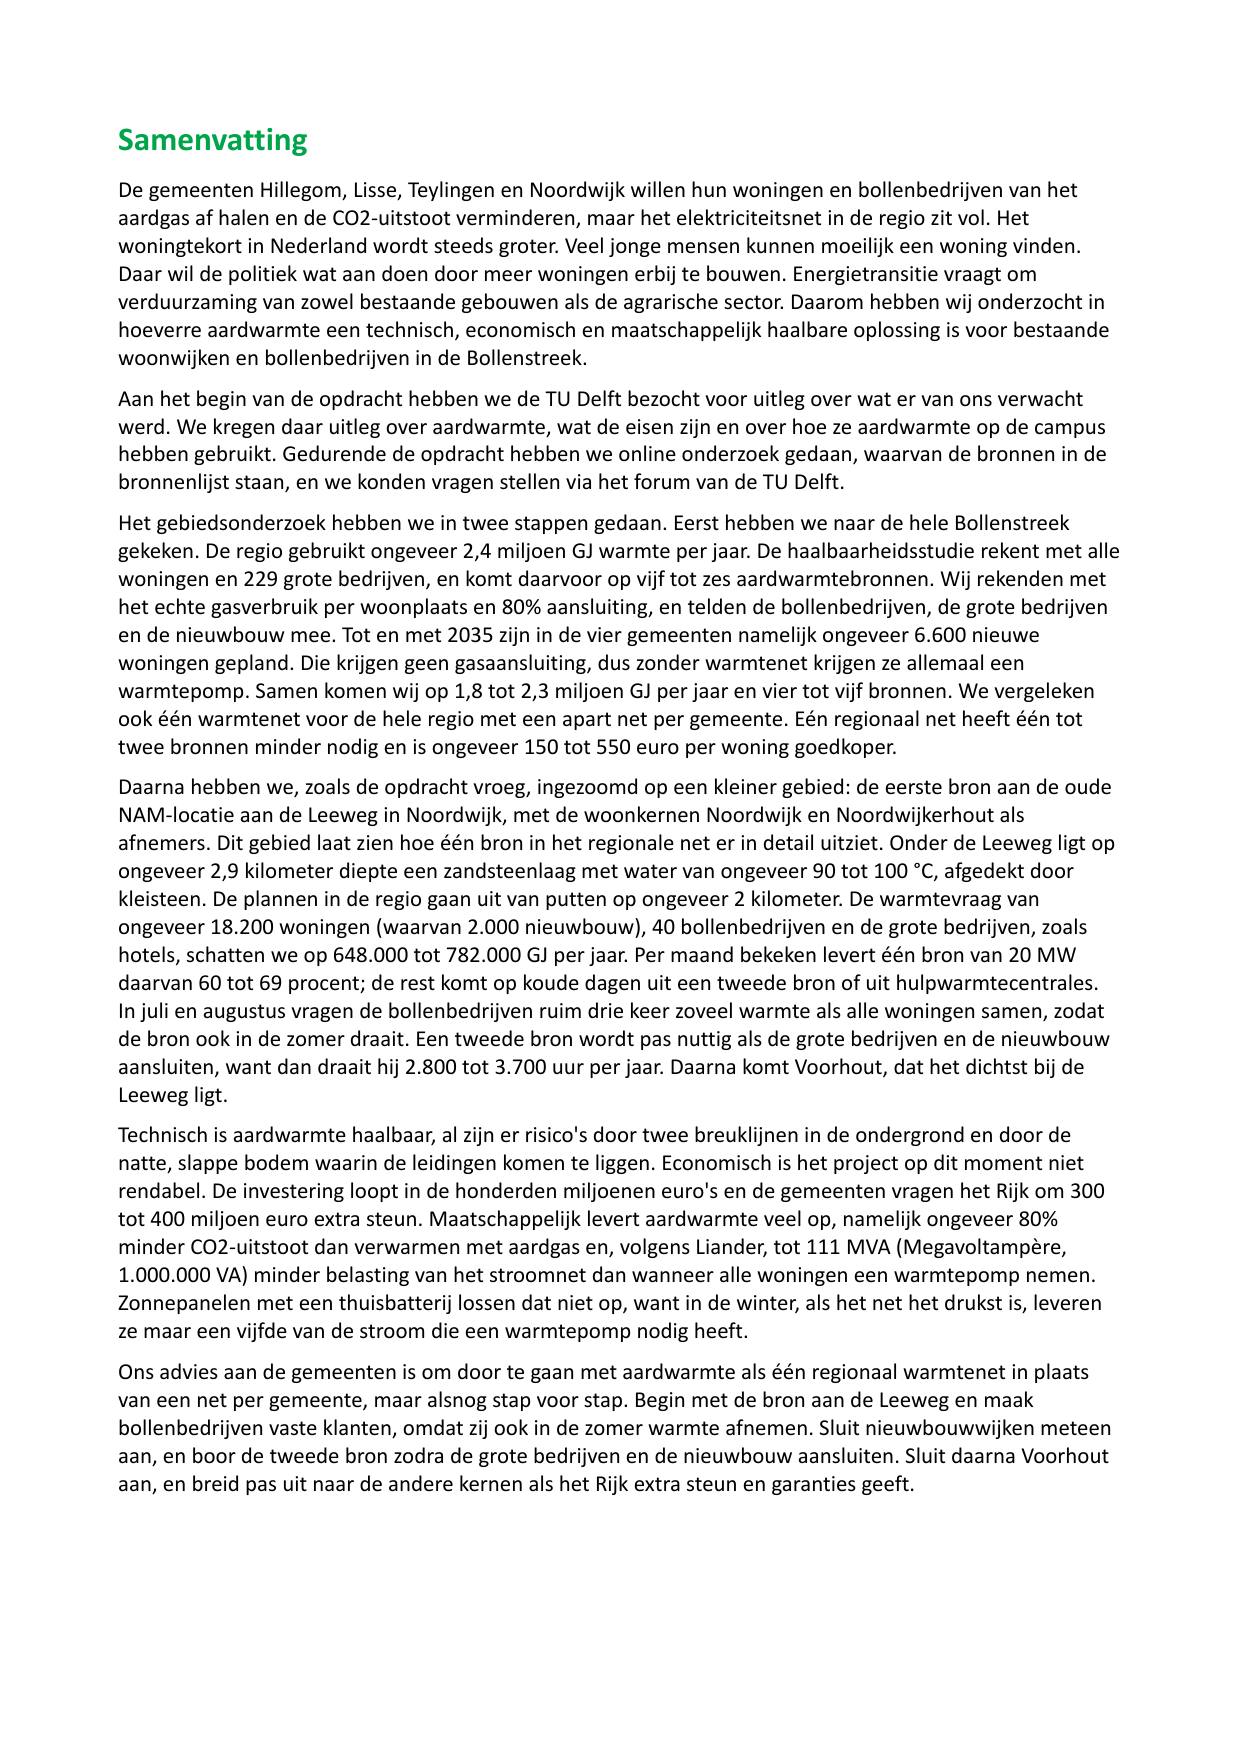 Samenvatting
De gemeenten Hillegom, Lisse, Teylingen en Noordwijk willen hun woningen en bollenbedrijven van het
aardgas af halen en de CO2-uitstoot verminderen, maar het elektriciteitsnet in de regio zit vol. Het
woningtekort in Nederland wordt steeds groter. Veel jonge mensen kunnen moeilijk een woning vinden.
Daar wil de politiek wat aan doen door meer woningen erbij te bouwen. Energietransitie vraagt om
verduurzaming van zowel bestaande gebouwen als de agrarische sector. Daarom hebben wij onderzocht in
hoeverre aardwarmte een technisch, economisch en maatschappelijk haalbare oplossing is voor bestaande
woonwijken en bollenbedrijven in de Bollenstreek.
Aan het begin van de opdracht hebben we de TU Delft bezocht voor uitleg over wat er van ons verwacht
werd. We kregen daar uitleg over aardwarmte, wat de eisen zijn en over hoe ze aardwarmte op de campus
hebben gebruikt. Gedurende de opdracht hebben we online onderzoek gedaan, waarvan de bronnen in de
bronnenlijst staan, en we konden vragen stellen via het forum van de TU Delft.
Het gebiedsonderzoek hebben we in twee stappen gedaan. Eerst hebben we naar de hele Bollenstreek
gekeken. De regio gebruikt ongeveer 2,4 miljoen GJ warmte per jaar. De haalbaarheidsstudie rekent met alle
woningen en 229 grote bedrijven, en komt daarvoor op vijf tot zes aardwarmtebronnen. Wij rekenden met
het echte gasverbruik per woonplaats en 80% aansluiting, en telden de bollenbedrijven, de grote bedrijven
en de nieuwbouw mee. Tot en met 2035 zijn in de vier gemeenten namelijk ongeveer 6.600 nieuwe
woningen gepland. Die krijgen geen gasaansluiting, dus zonder warmtenet krijgen ze allemaal een
warmtepomp. Samen komen wij op 1,8 tot 2,3 miljoen GJ per jaar en vier tot vijf bronnen. We vergeleken
ook één warmtenet voor de hele regio met een apart net per gemeente. Eén regionaal net heeft één tot
twee bronnen minder nodig en is ongeveer 150 tot 550 euro per woning goedkoper.
Daarna hebben we, zoals de opdracht vroeg, ingezoomd op een kleiner gebied: de eerste bron aan de oude
NAM-locatie aan de Leeweg in Noordwijk, met de woonkernen Noordwijk en Noordwijkerhout als
afnemers. Dit gebied laat zien hoe één bron in het regionale net er in detail uitziet. Onder de Leeweg ligt op
ongeveer 2,9 kilometer diepte een zandsteenlaag met water van ongeveer 90 tot 100 °C, afgedekt door
kleisteen. De plannen in de regio gaan uit van putten op ongeveer 2 kilometer. De warmtevraag van
ongeveer 18.200 woningen (waarvan 2.000 nieuwbouw), 40 bollenbedrijven en de grote bedrijven, zoals
hotels, schatten we op 648.000 tot 782.000 GJ per jaar. Per maand bekeken levert één bron van 20 MW
daarvan 60 tot 69 procent; de rest komt op koude dagen uit een tweede bron of uit hulpwarmtecentrales.
In juli en augustus vragen de bollenbedrijven ruim drie keer zoveel warmte als alle woningen samen, zodat
de bron ook in de zomer draait. Een tweede bron wordt pas nuttig als de grote bedrijven en de nieuwbouw
aansluiten, want dan draait hij 2.800 tot 3.700 uur per jaar. Daarna komt Voorhout, dat het dichtst bij de
Leeweg ligt.
Technisch is aardwarmte haalbaar, al zijn er risico's door twee breuklijnen in de ondergrond en door de
natte, slappe bodem waarin de leidingen komen te liggen. Economisch is het project op dit moment niet
rendabel. De investering loopt in de honderden miljoenen euro's en de gemeenten vragen het Rijk om 300
tot 400 miljoen euro extra steun. Maatschappelijk levert aardwarmte veel op, namelijk ongeveer 80%
minder CO2-uitstoot dan verwarmen met aardgas en, volgens Liander, tot 111 MVA (Megavoltampère,
1.000.000 VA) minder belasting van het stroomnet dan wanneer alle woningen een warmtepomp nemen.
Zonnepanelen met een thuisbatterij lossen dat niet op, want in de winter, als het net het drukst is, leveren
ze maar een vijfde van de stroom die een warmtepomp nodig heeft.
Ons advies aan de gemeenten is om door te gaan met aardwarmte als één regionaal warmtenet in plaats
van een net per gemeente, maar alsnog stap voor stap. Begin met de bron aan de Leeweg en maak
bollenbedrijven vaste klanten, omdat zij ook in de zomer warmte afnemen. Sluit nieuwbouwwijken meteen
aan, en boor de tweede bron zodra de grote bedrijven en de nieuwbouw aansluiten. Sluit daarna Voorhout
aan, en breid pas uit naar de andere kernen als het Rijk extra steun en garanties geeft.